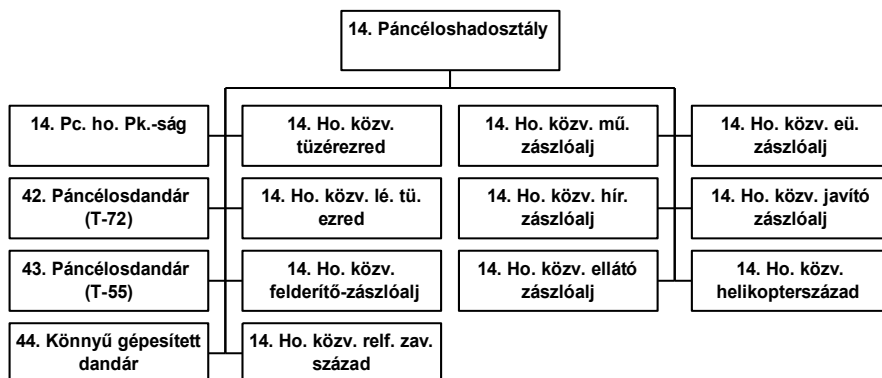 14. Páncéloshadosztály
14. Pc. ho. Pk.-ság
14. Ho. közv.
tüzérezred
14. Ho. közv. mű.
zászlóalj
14. Ho. közv. eü.
zászlóalj
42. Páncélosdandár
(T-72)
14. Ho. közv. lé. tü.
ezred
14. Ho. közv. hír.
zászlóalj
14. Ho. közv. javító
zászlóalj
43. Páncélosdandár
(T-55)
14. Ho. közv.
felderítő-zászlóalj
14. Ho. közv. ellátó
zászlóalj
14. Ho. közv.
helikopterszázad
44. Könnyű gépesített
dandár
14. Ho. közv. relf. zav.
század